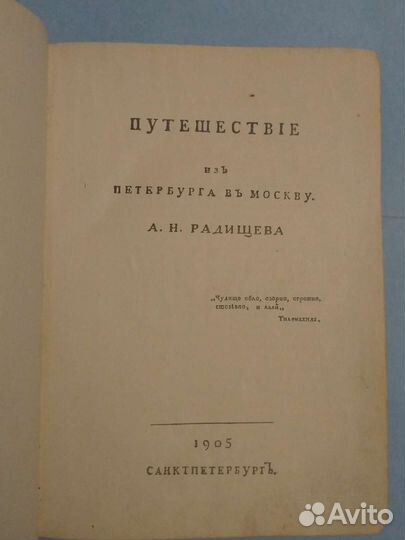 ПУТЕШЕСТВІЕ
ИЗЪ
ПЕТЕРБУРГА ВЪ МОСКВУ.
А. Н. РАДИЩЕВА
„Чудище обло, озорно, огромно,
стозѣвно, и лаяй„
Тилемахида.
1905
САНКТПЕТЕРБУРГЪ.
Avito